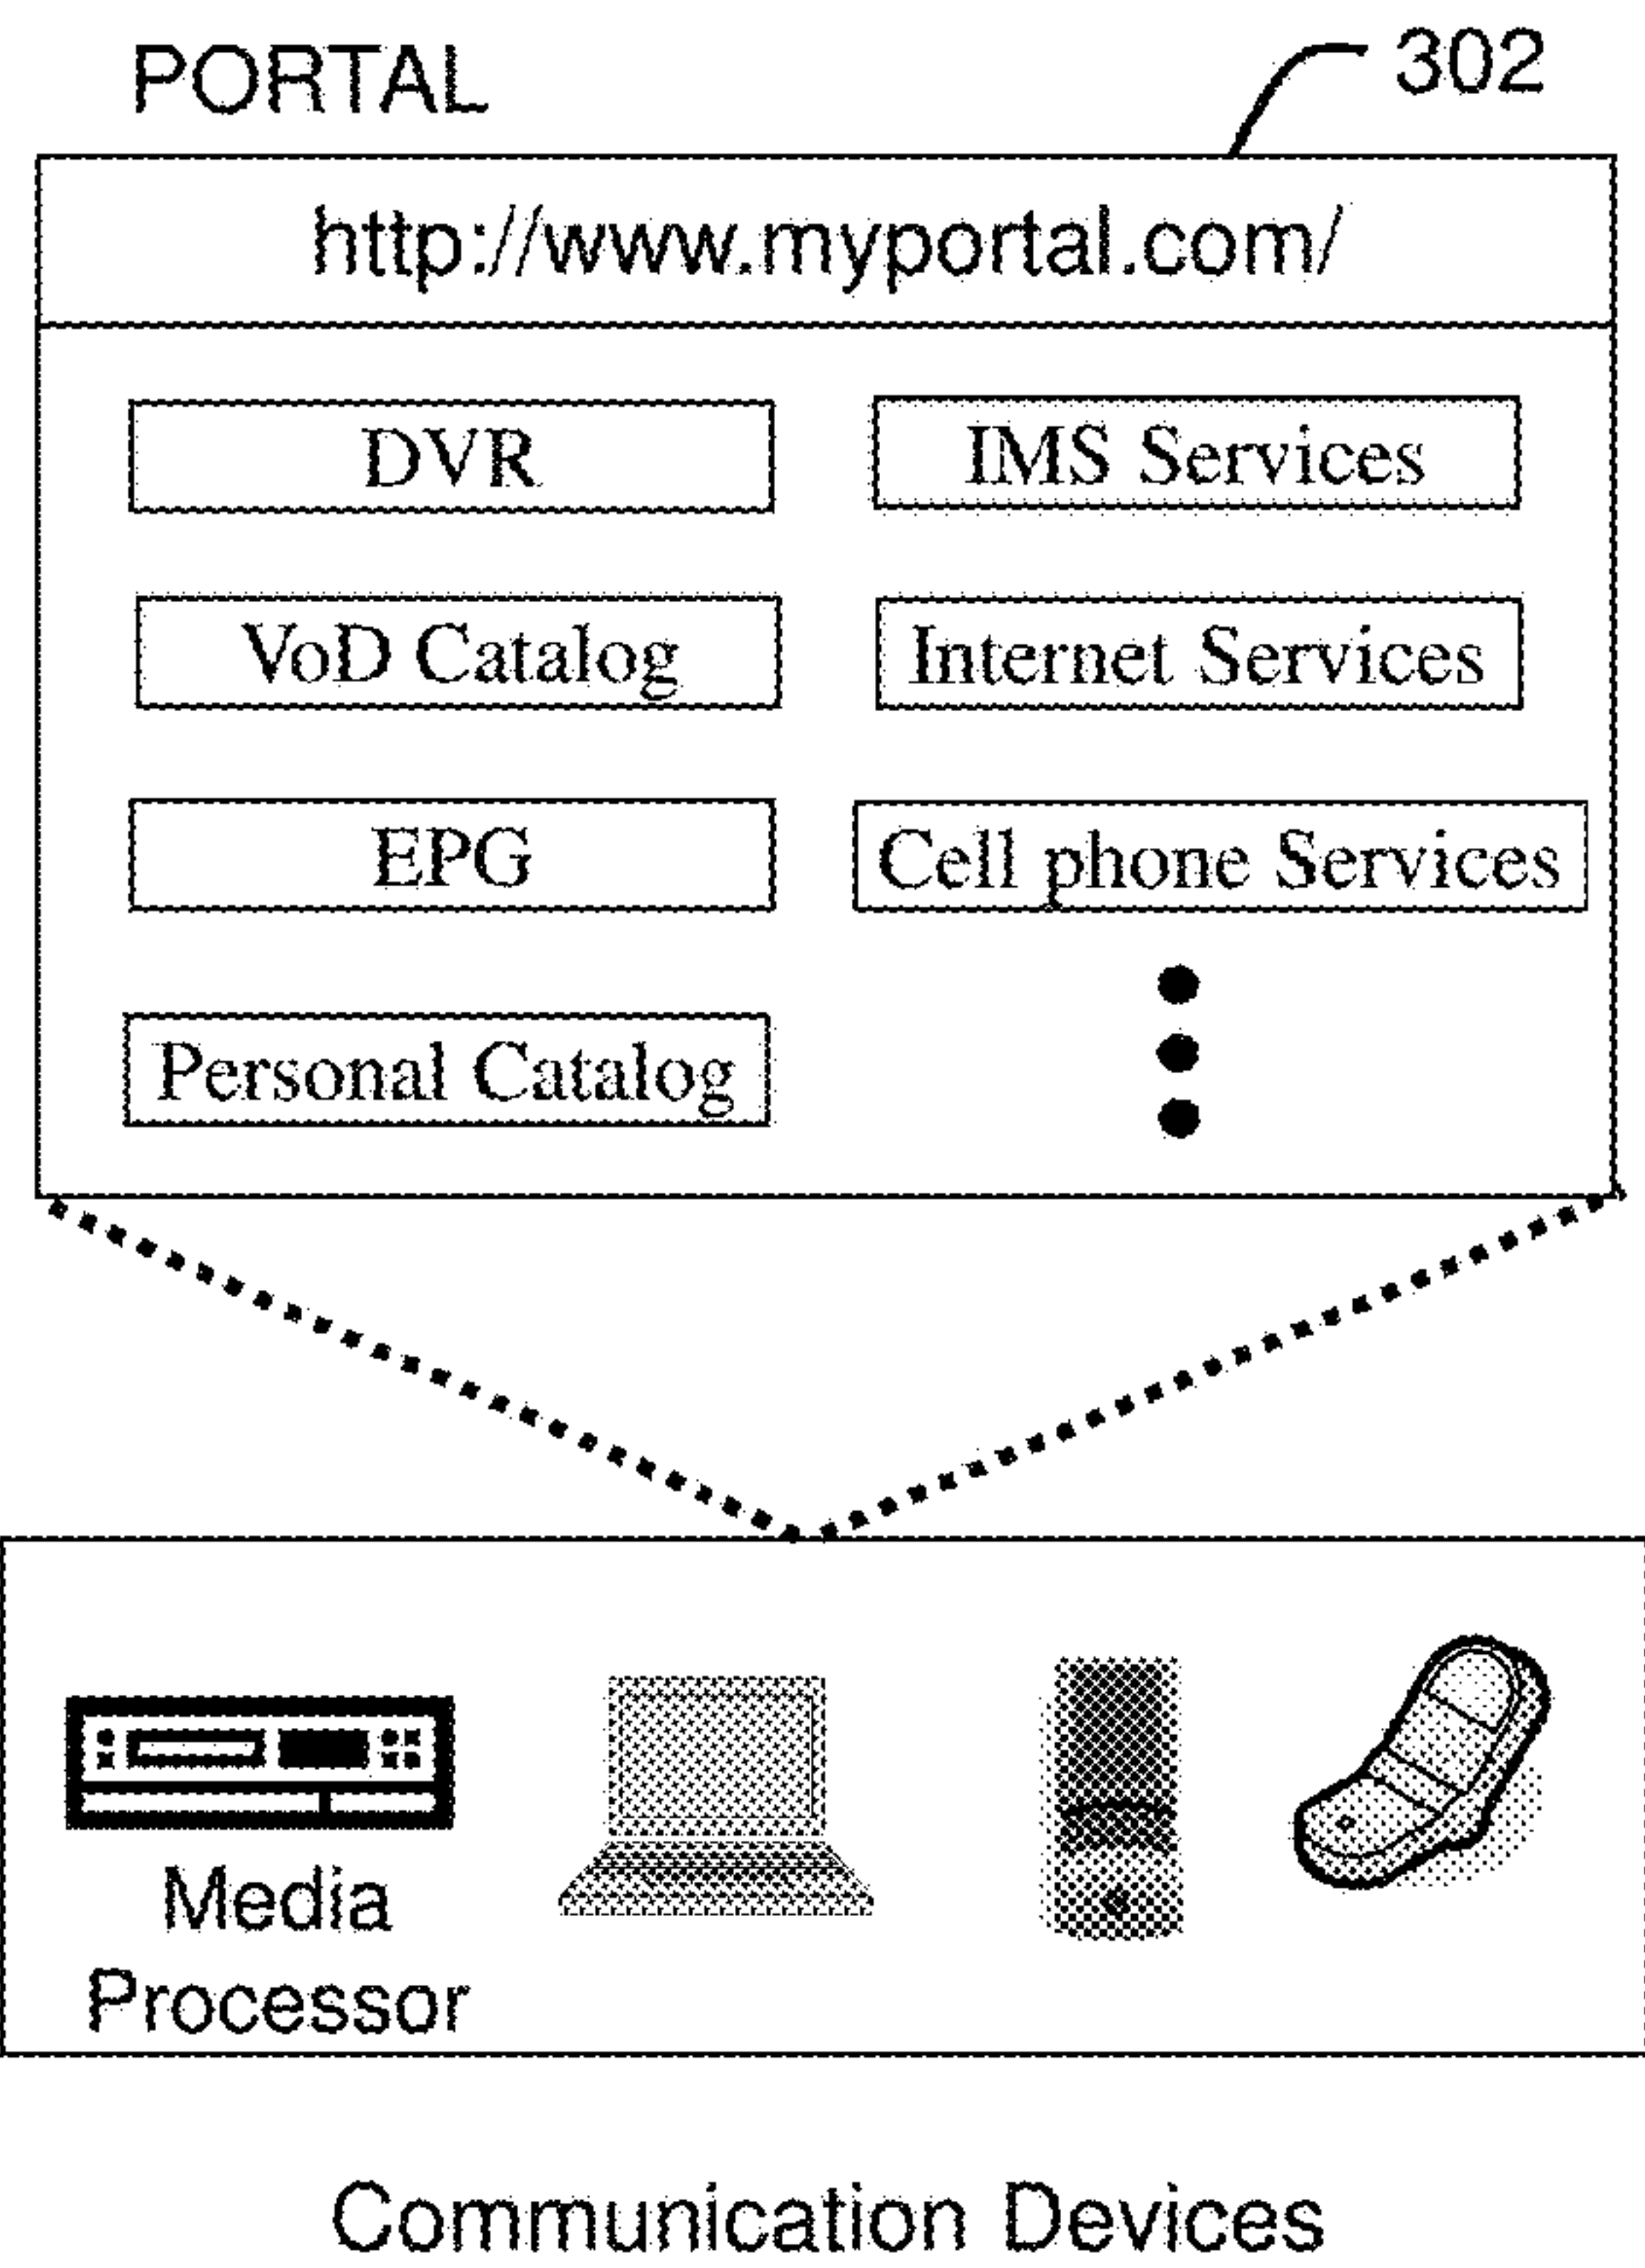 PORTAL
302
http://www.myportal.com/
DVR
IMS Services
VoD Catalog
Internet Services
EPG
Cell phone Services
Personal Catalog
Media
Processor
Communication Devices